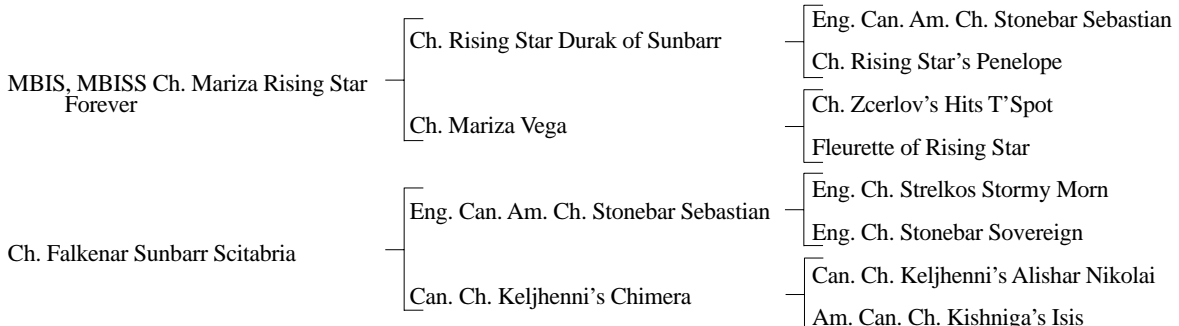 MBIS, MBISS Ch. Mariza Rising Star
Forever
Ch. Rising Star Durak of Sunbarr
Eng. Can. Am. Ch. Stonebar Sebastian
Ch. Rising Star’s Penelope
Ch. Mariza Vega
Ch. Zcerlov’s Hits T’Spot
Fleurette of Rising Star
Ch. Falkenar Sunbarr Scitabria
Eng. Can. Am. Ch. Stonebar Sebastian
Eng. Ch. Strelkos Stormy Morn
Eng. Ch. Stonebar Sovereign
Can. Ch. Keljhenni’s Chimera
Can. Ch. Keljhenni’s Alishar Nikolai
Am. Can. Ch. Kishniga’s Isis